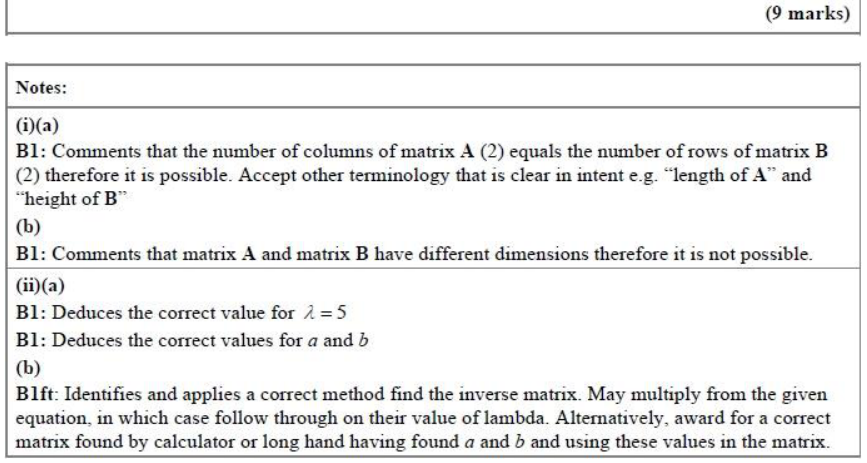 (9 marks)
Notes:
(i)(a)
B1: Comments that the number of columns of matrix A (2) equals the number of rows of matrix B
(2) therefore it is possible. Accept other terminology that is clear in intent e.g. “length of A” and
“height of B”
(b)
B1: Comments that matrix A and matrix B have different dimensions therefore it is not possible.
(ii)(a)
B1: Deduces the correct value for λ = 5
B1: Deduces the correct values for a and b
(b)
B1ft: Identifies and applies a correct method find the inverse matrix. May multiply from the given
equation, in which case follow through on their value of lambda. Alternatively, award for a correct
matrix found by calculator or long hand having found a and b and using these values in the matrix.